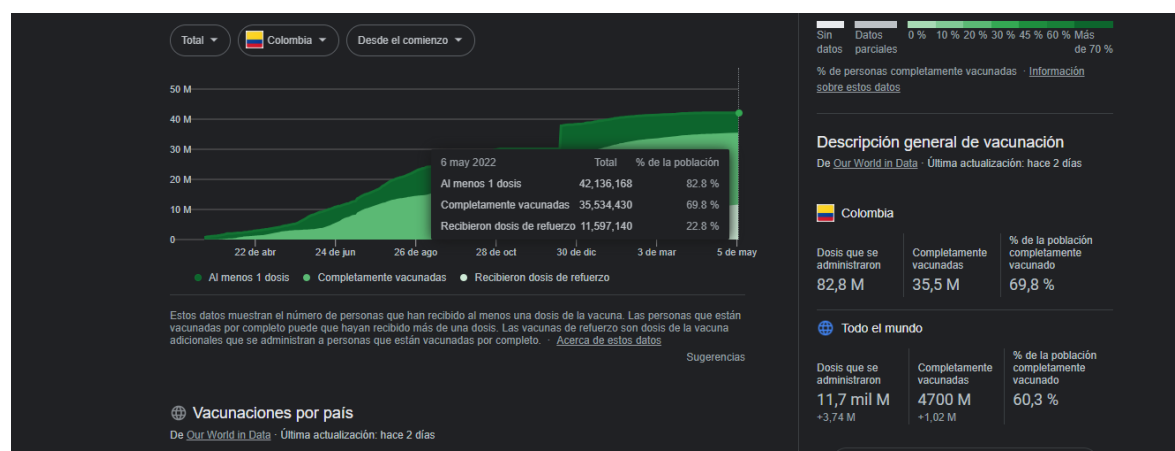 Total
Colombia
Desde el comienzo
50 M
40 M
30 M
20 M
10 M
0
6 may 2022 Total % de la población
Al menos 1 dosis 42,136,168 82.8 %
Completamente vacunadas 35,534,430 69.8 %
Recibieron dosis de refuerzo 11,597,140 22.8 %
22 de abr 24 de jun 26 de ago 28 de oct 30 de dic 3 de mar 5 de may
Al menos 1 dosis Completamente vacunadas Recibieron dosis de refuerzo
Estos datos muestran el número de personas que han recibido al menos una dosis de la vacuna. Las personas que están
vacunadas por completo puede que hayan recibido más de una dosis. Las vacunas de refuerzo son dosis de la vacuna
adicionales que se administran a personas que están vacunadas por completo. · Acerca de estos datos
Sugerencias
Vacunaciones por país
De Our World in Data · Última actualización: hace 2 días
Sin datos
Datos parciales
0 % 10 % 20 % 30 % 45 % 60 % Más de 70 %
% de personas completamente vacunadas · Información
sobre estos datos
Descripción general de vacunación
De Our World in Data · Última actualización: hace 2 días
Colombia
Dosis que se
administraron
82,8 M
Completamente
vacunadas
35,5 M
% de la población
completamente
vacunado
69,8 %
Todo el mundo
Dosis que se
administraron
11,7 mil M
+3,74 M
Completamente
vacunadas
4700 M
+1,02 M
% de la población
completamente
vacunado
60,3 %